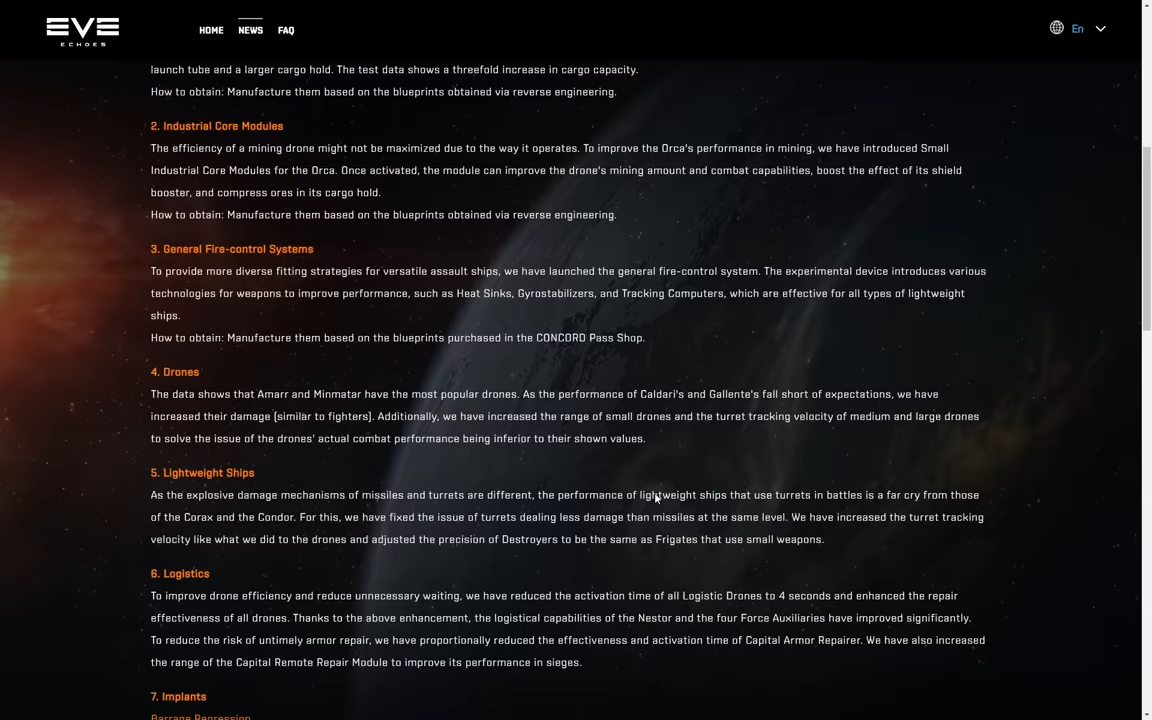 EVE
ECHOES
HOME
NEWS
FAQ
En
launch tube and a larger cargo hold. The test data shows a threefold increase in cargo capacity.
How to obtain: Manufacture them based on the blueprints obtained via reverse engineering.
2. Industrial Core Modules
The efficiency of a mining drone might not be maximized due to the way it operates. To improve the Orca's performance in mining, we have introduced Small
Industrial Core Modules for the Orca. Once activated, the module can improve the drone's mining amount and combat capabilities, boost the effect of its shield
booster, and compress ores in its cargo hold.
How to obtain: Manufacture them based on the blueprints obtained via reverse engineering.
3. General Fire-control Systems
To provide more diverse fitting strategies for versatile assault ships, we have launched the general fire-control system. The experimental device introduces various
technologies for weapons to improve performance, such as Heat Sinks, Gyrostabilizers, and Tracking Computers, which are effective for all types of lightweight
ships.
How to obtain: Manufacture them based on the blueprints purchased in the CONCORD Pass Shop.
4. Drones
The data shows that Amarr and Minmatar have the most popular drones. As the performance of Caldari's and Gallente's fall short of expectations, we have
increased their damage (similar to fighters). Additionally, we have increased the range of small drones and the turret tracking velocity of medium and large drones
to solve the issue of the drones' actual combat performance being inferior to their shown values.
5. Lightweight Ships
As the explosive damage mechanisms of missiles and turrets are different, the performance of lightweight ships that use turrets in battles is a far cry from those
of the Corax and the Condor. For this, we have fixed the issue of turrets dealing less damage than missiles at the same level. We have increased the turret tracking
velocity like what we did to the drones and adjusted the precision of Destroyers to be the same as Frigates that use small weapons.
6. Logistics
To improve drone efficiency and reduce unnecessary waiting, we have reduced the activation time of all Logistic Drones to 4 seconds and enhanced the repair
effectiveness of all drones. Thanks to the above enhancement, the logistical capabilities of the Nestor and the four Force Auxiliaries have improved significantly.
To reduce the risk of untimely armor repair, we have proportionally reduced the effectiveness and activation time of Capital Armor Repairer. We have also increased
the range of the Capital Remote Repair Module to improve its performance in sieges.
7. Implants
Barrage Repression